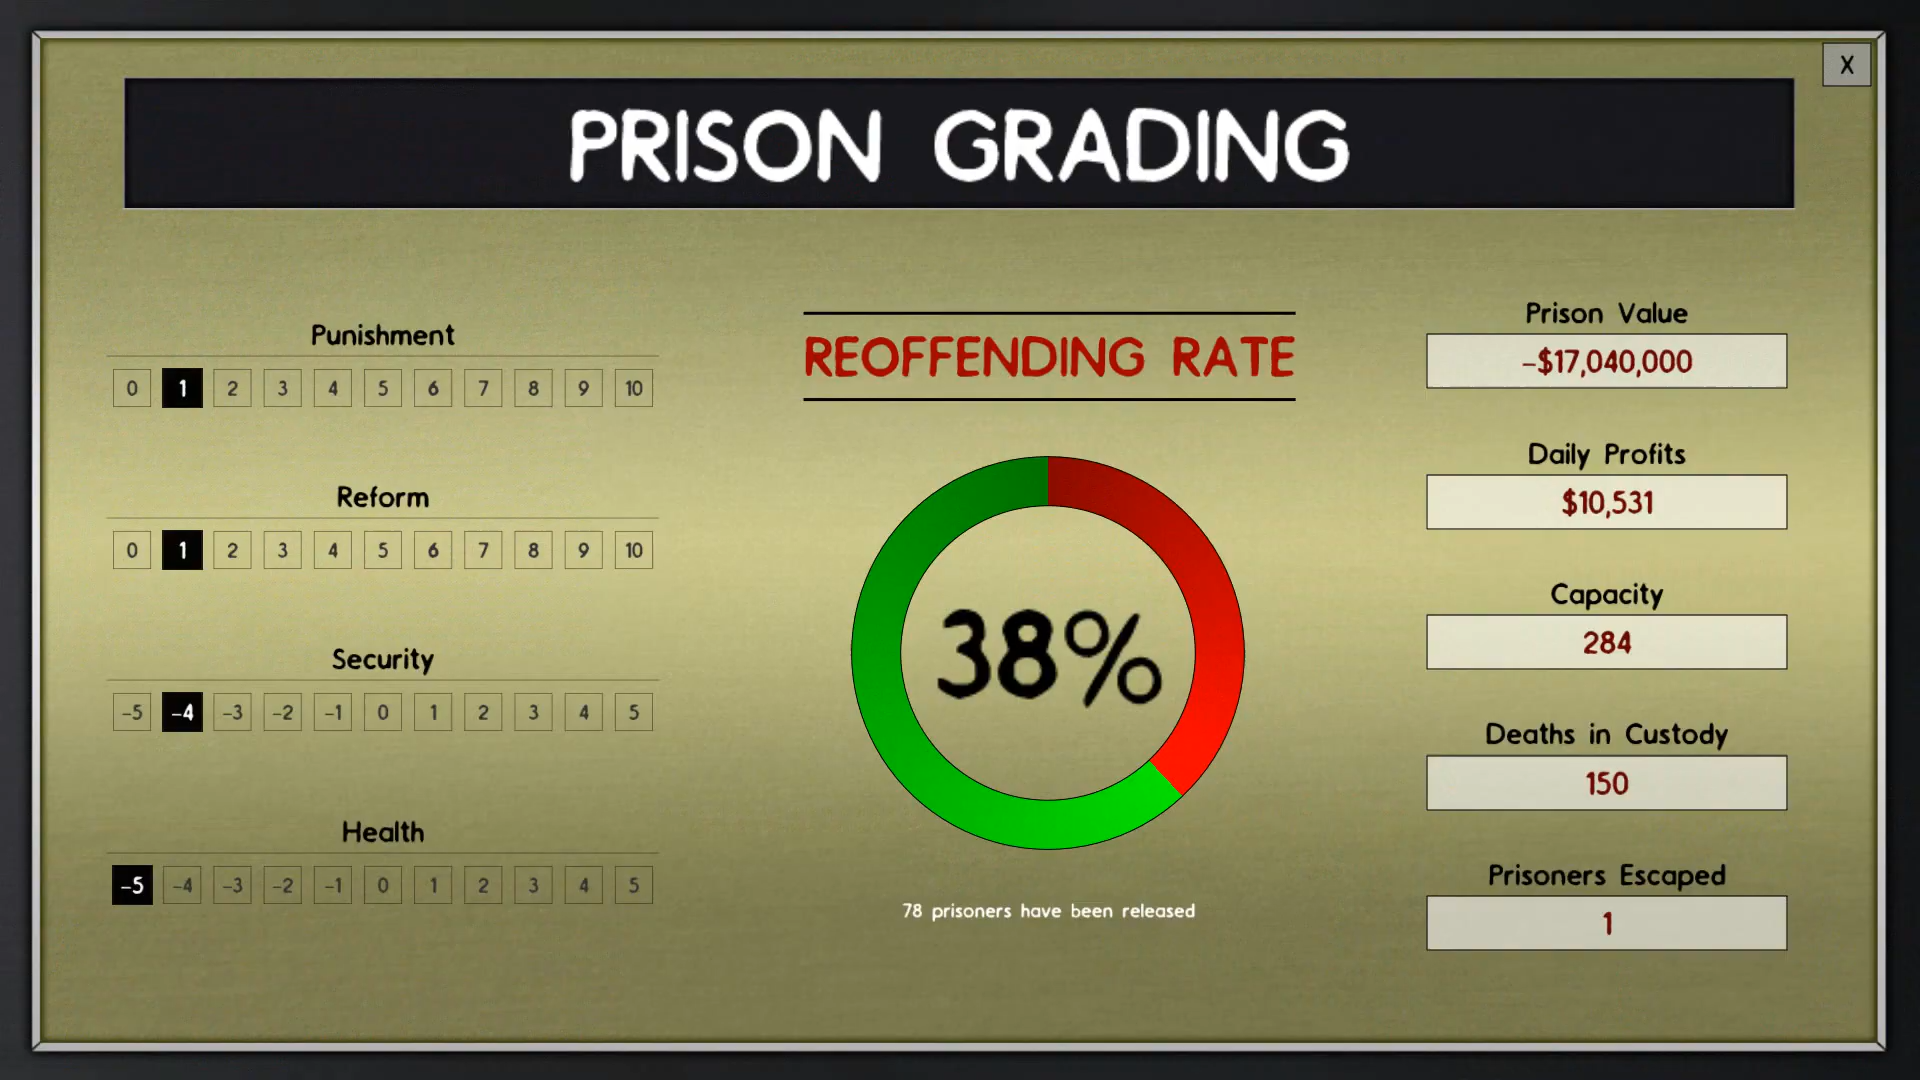 X
PRISON GRADING
Punishment
0 1 2 3 4 5 6 7 8 9 10
Reform
0 1 2 3 4 5 6 7 8 9 10
Security
-5 -4 -3 -2 -1 0 1 2 3 4 5
Health
-5 -4 -3 -2 -1 0 1 2 3 4 5
REOFFENDING RATE
38%
78 prisoners have been released
Prison Value
-$17,040,000
Daily Profits
$10,531
Capacity
284
Deaths in Custody
150
Prisoners Escaped
1